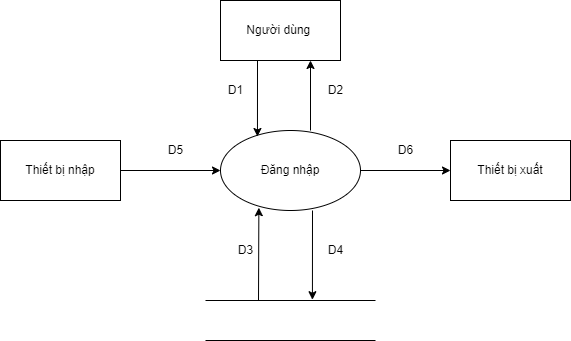 Người dùng
D1
D2
Thiết bị nhập
D5
Đăng nhập
D6
Thiết bị xuất
D3
D4